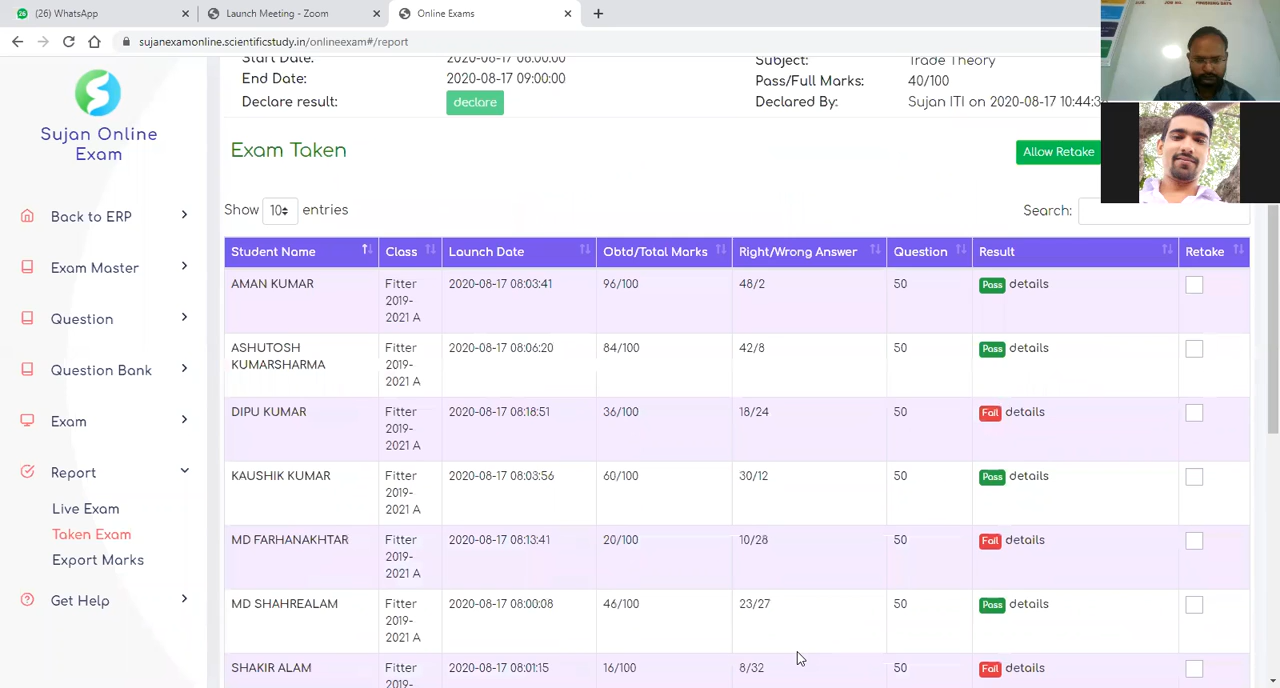 (26) WhatsApp
Launch Meeting - Zoom
Online Exams
sujanexamonline.scientificstudy.in/onlineexam#/report
Sujan Online
Exam
Back to ERP
Exam Master
Question
Question Bank
Exam
Report
Live Exam
Taken Exam
Export Marks
Get Help
Start Date: 2020-08-17 08:00:00
Subject: Trade Theory
End Date: 2020-08-17 09:00:00
Pass/Full Marks: 40/100
Declare result: declare
Declared By: Sujan ITI on 2020-08-17 10:44:3
Exam Taken
Allow Retake
Show 10 entries
Search:
Student Name Class Launch Date Obtd/Total Marks Right/Wrong Answer Question Result Retake
AMAN KUMAR Fitter 2020-08-17 08:03:41 96/100 48/2 50 Pass details
2019-
2021 A
ASHUTOSH Fitter 2020-08-17 08:06:20 84/100 42/8 50 Pass details
KUMARSHARMA 2019-
2021 A
DIPU KUMAR Fitter 2020-08-17 08:18:51 36/100 18/24 50 Fail details
2019-
2021 A
KAUSHIK KUMAR Fitter 2020-08-17 08:03:56 60/100 30/12 50 Pass details
2019-
2021 A
MD FARHANAKHTAR Fitter 2020-08-17 08:13:41 20/100 10/28 50 Fail details
2019-
2021 A
MD SHAHREALAM Fitter 2020-08-17 08:00:08 46/100 23/27 50 Pass details
2019-
2021 A
SHAKIR ALAM Fitter 2020-08-17 08:01:15 16/100 8/32 50 Fail details
2019-